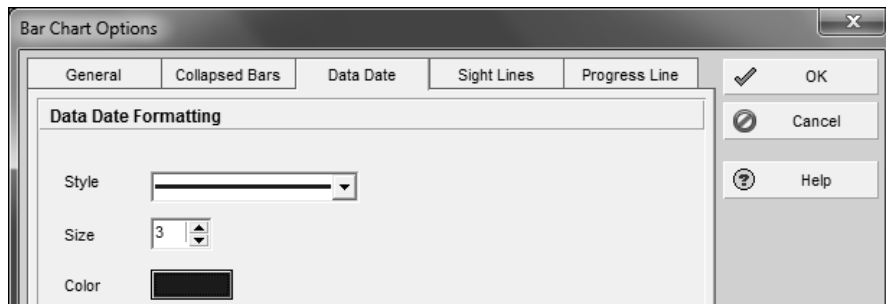 Bar Chart Options
General Collapsed Bars Data Date Sight Lines Progress Line
OK
Data Date Formatting
Cancel
Style
Help
Size 3
Color